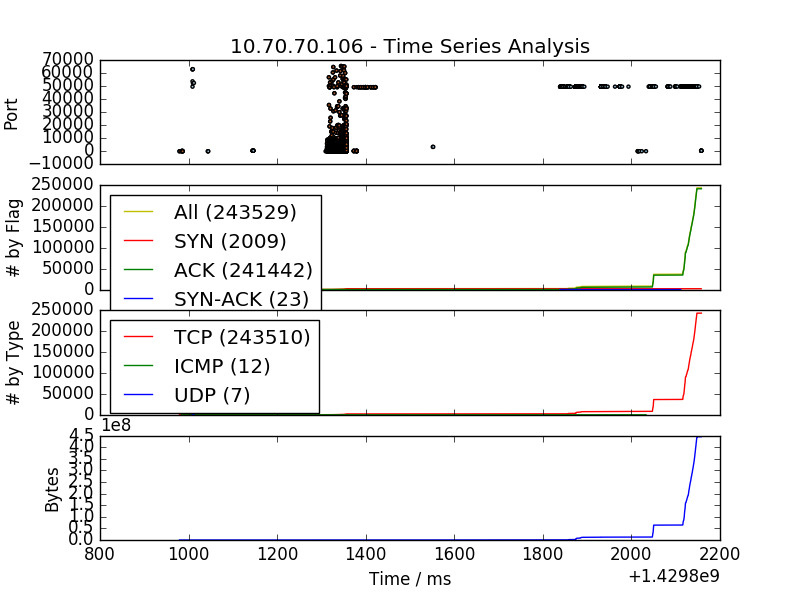 10.70.70.106 - Time Series Analysis
70000
60000
50000
40000
30000
20000
10000
0
−10000
Port
250000
200000
150000
100000
50000
0
# by Flag
All (243529)
SYN (2009)
ACK (241442)
SYN-ACK (23)
250000
200000
150000
100000
50000
0
# by Type
TCP (243510)
ICMP (12)
UDP (7)
1e8
4.5
4.0
3.5
3.0
2.5
2.0
1.5
1.0
0.5
0.0
Bytes
800 1000 1200 1400 1600 1800 2000 2200
Time / ms
+1.4298e9